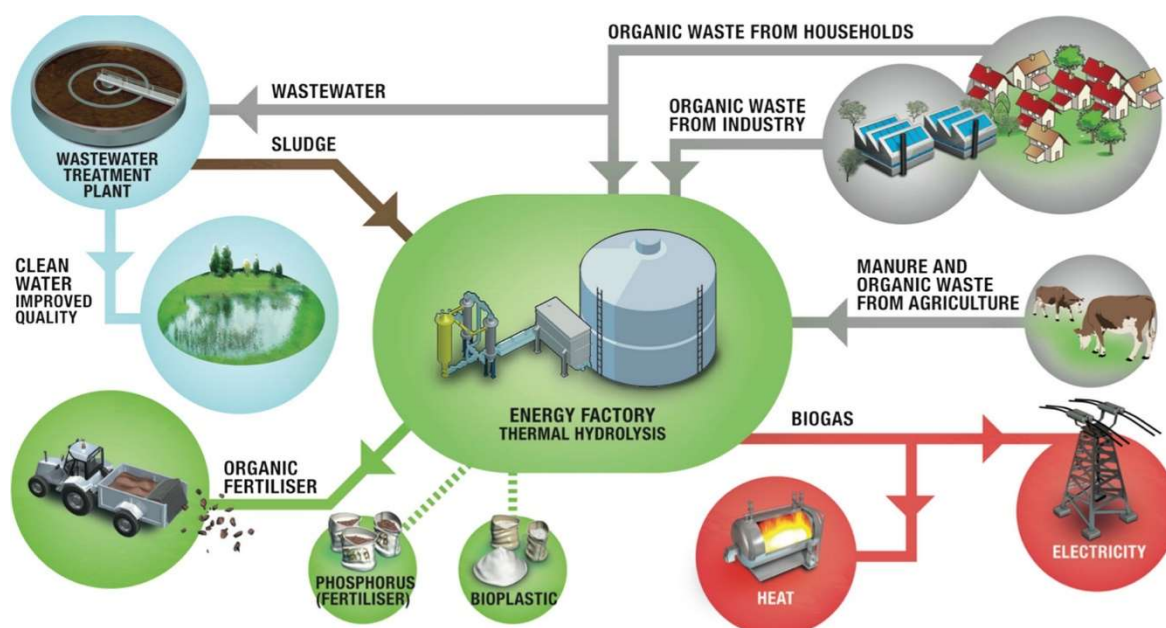 ORGANIC WASTE FROM HOUSEHOLDS
WASTEWATER
ORGANIC WASTE
FROM INDUSTRY
SLUDGE
WASTEWATER
TREATMENT
PLANT
CLEAN
WATER
IMPROVED
QUALITY
MANURE AND
ORGANIC WASTE
FROM AGRICULTURE
ENERGY FACTORY
THERMAL HYDROLYSIS
BIOGAS
ORGANIC
FERTILISER
PHOSPHORUS
(FERTILISER)
BIOPLASTIC
HEAT
ELECTRICITY